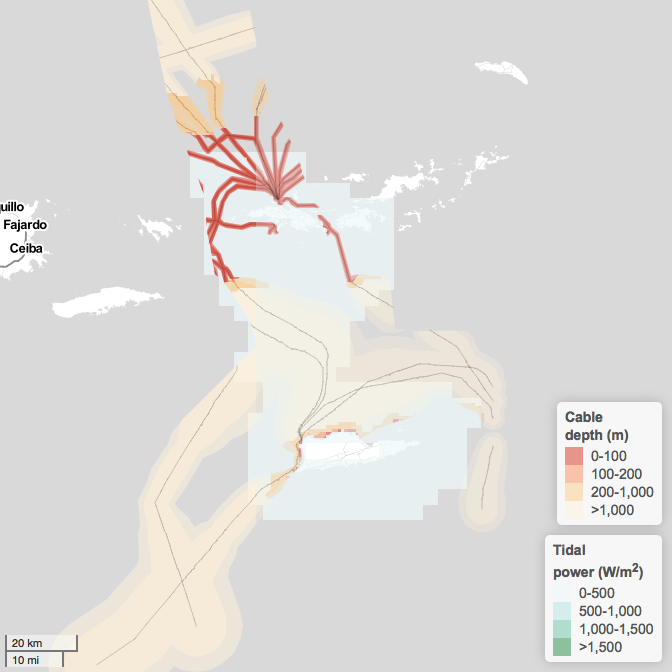 uillo
Fajardo
Ceiba
Cable
depth (m)
0-100
100-200
200-1,000
>1,000
Tidal
power (W/m2)
0-500
500-1,000
1,000-1,500
>1,500
20 km
10 mi